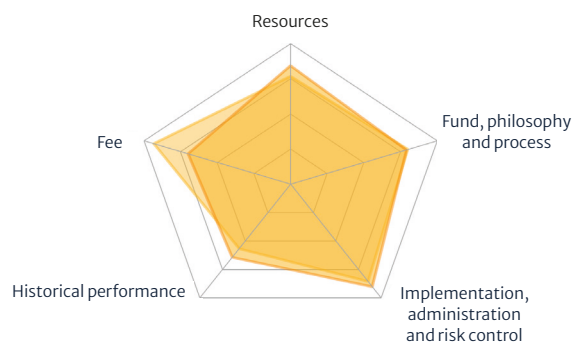 Resources
Fund, philosophy
and process
Fee
Historical performance
Implementation,
administration
and risk control